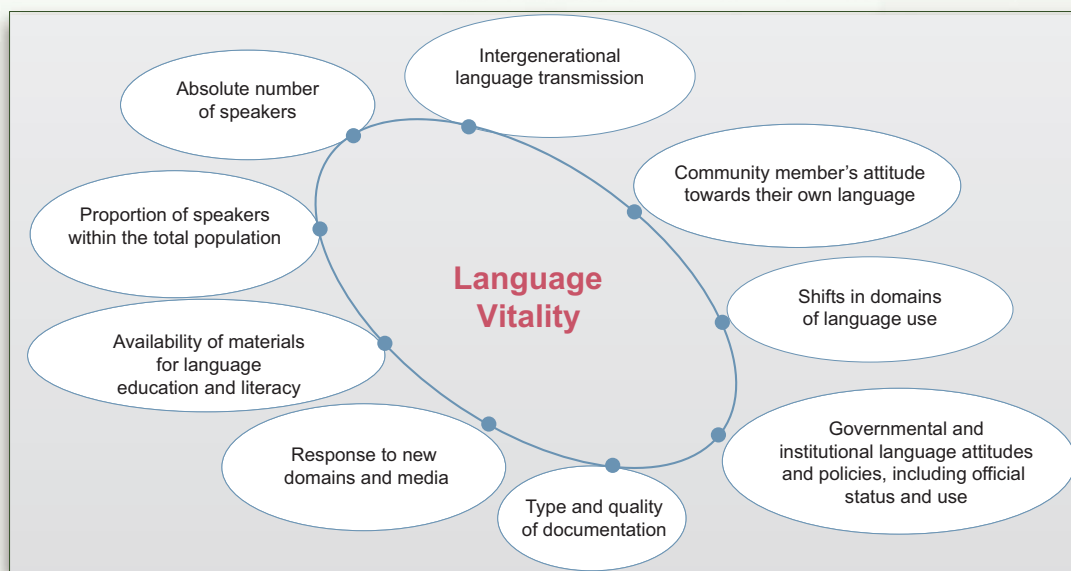 Intergenerational
language transmission
Absolute number
of speakers
Community member's attitude
towards their own language
Proportion of speakers
within the total population
Language
Vitality
Shifts in domains
of language use
Availability of materials
for language
education and literacy
Governmental and
institutional language attitudes
and policies, including official
status and use
Response to new
domains and media
Type and quality
of documentation